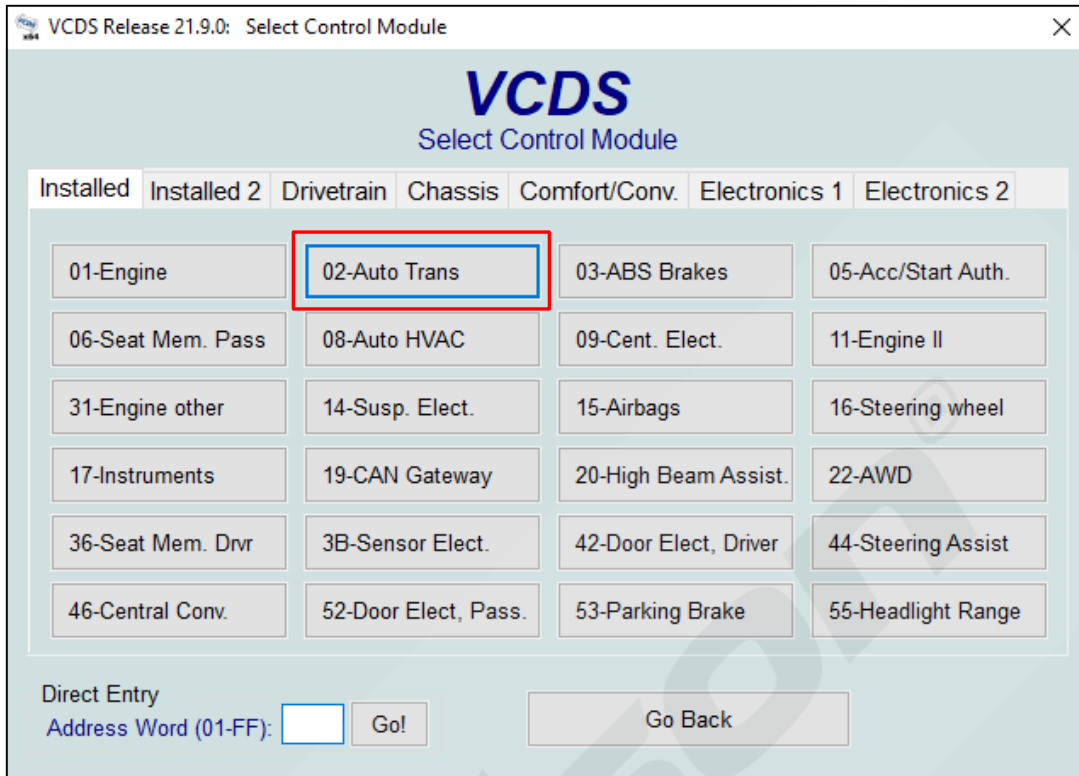 VCDS Release 21.9.0: Select Control Module
VCDS
Select Control Module
Installed Installed 2 Drivetrain Chassis Comfort/Conv. Electronics 1 Electronics 2
01-Engine 02-Auto Trans 03-ABS Brakes 05-Acc/Start Auth.
06-Seat Mem. Pass 08-Auto HVAC 09-Cent. Elect. 11-Engine II
31-Engine other 14-Susp. Elect. 15-Airbags 16-Steering wheel
17-Instruments 19-CAN Gateway 20-High Beam Assist. 22-AWD
36-Seat Mem. Drvr 3B-Sensor Elect. 42-Door Elect, Driver 44-Steering Assist
46-Central Conv. 52-Door Elect, Pass. 53-Parking Brake 55-Headlight Range
Direct Entry
Address Word (01-FF): Go! Go Back